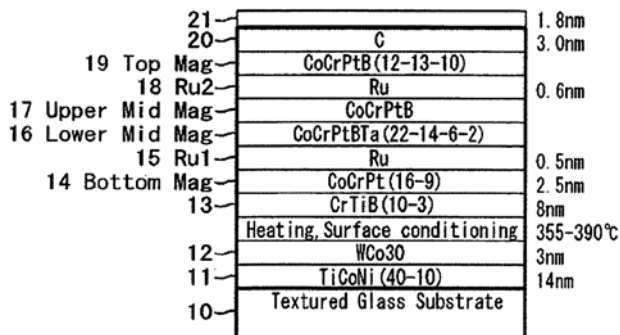 21 1.8nm
20 C 3.0nm
19 Top Mag CoCrPtB(12-13-10)
18 Ru2 Ru 0.6nm
17 Upper Mid Mag CoCrPtB
16 Lower Mid Mag CoCrPtBTa(22-14-6-2)
15 Ru1 Ru 0.5nm
14 Bottom Mag CoCrPt(16-9) 2.5nm
13 CrTiB(10-3) 8nm
Heating,Surface conditioning 355-390℃
12 WCo30 3nm
11 TiCoNi(40-10) 14nm
10 Textured Glass Substrate